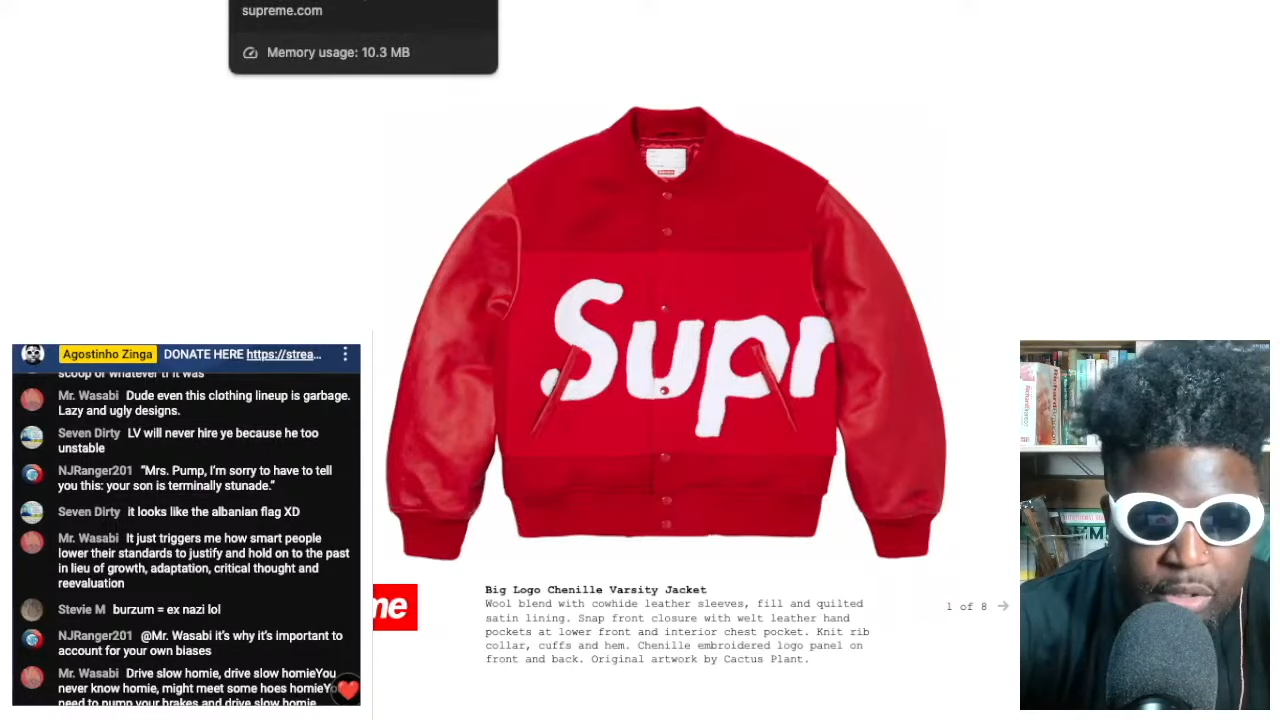 supreme.com
Memory usage: 10.3 MB
Supr
me
Big Logo Chenille Varsity Jacket
Wool blend with cowhide leather sleeves, fill and quilted
satin lining. Snap front closure with welt leather hand
pockets at lower front and interior chest pocket. Knit rib
collar, cuffs and hem. Chenille embroidered logo panel on
front and back. Original artwork by Cactus Plant.
1 of 8 →
Agostinho Zinga DONATE HERE https://strea...
scoop or whatever tf it was
Mr. Wasabi Dude even this clothing lineup is garbage.
Lazy and ugly designs.
Seven Dirty LV will never hire ye because he too
unstable
NJRanger201 “Mrs. Pump, I’m sorry to have to tell
you this: your son is terminally stunade.”
Seven Dirty it looks like the albanian flag XD
Mr. Wasabi It just triggers me how smart people
lower their standards to justify and hold on to the past
in lieu of growth, adaptation, critical thought and
reevaluation
Stevie M burzum = ex nazi lol
NJRanger201 @Mr. Wasabi it’s why it’s important to
account for your own biases
Mr. Wasabi Drive slow homie, drive slow homieYou
never know homie, might meet some hoes homieYo
need to pump your brakes and drive slow homie